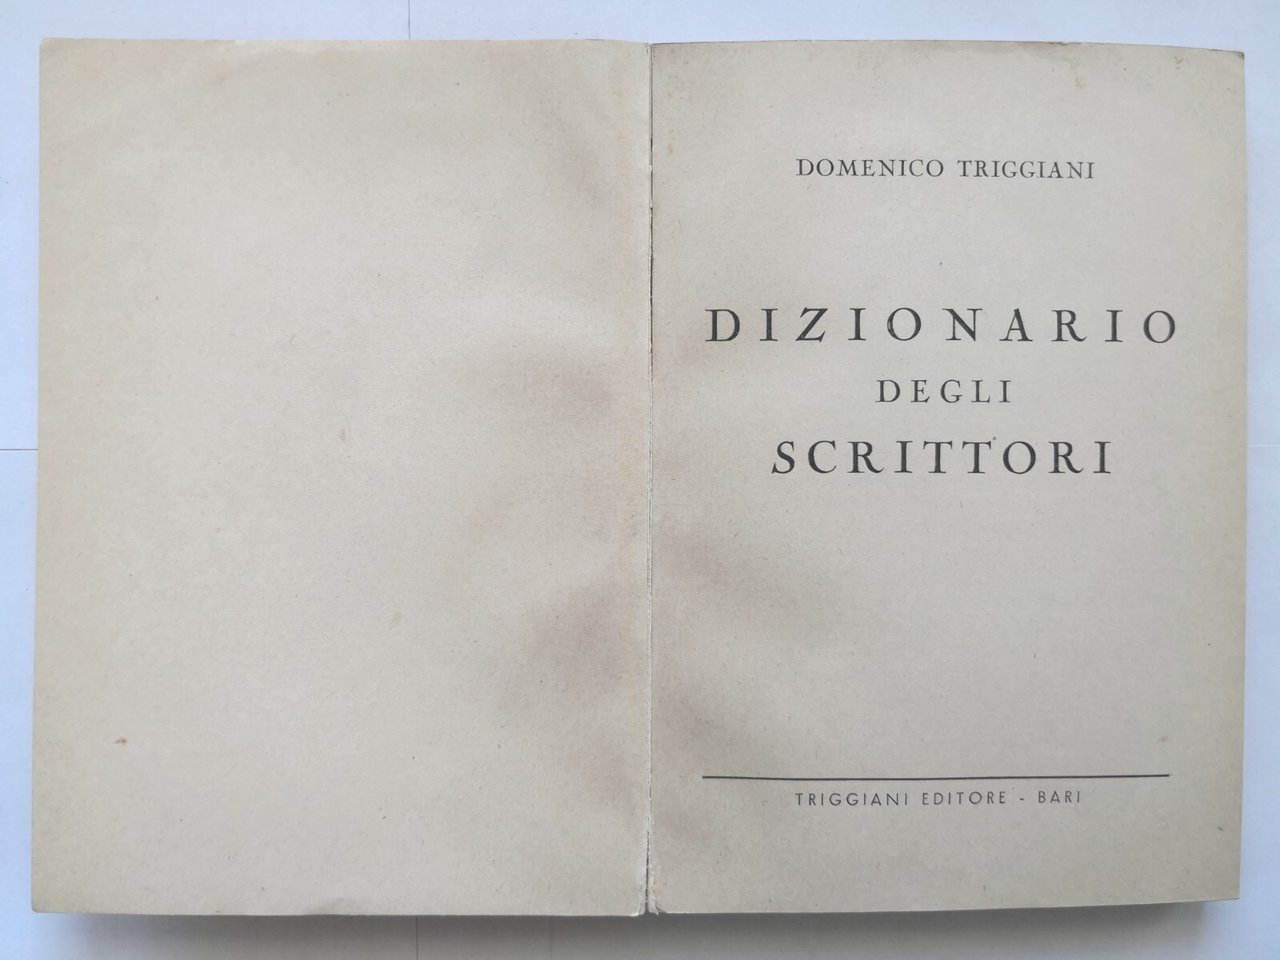 DOMENICO TRIGGIANI
DIZIONARIO
DEGLI
SCRITTORI
TRIGGIANI EDITORE - BARI